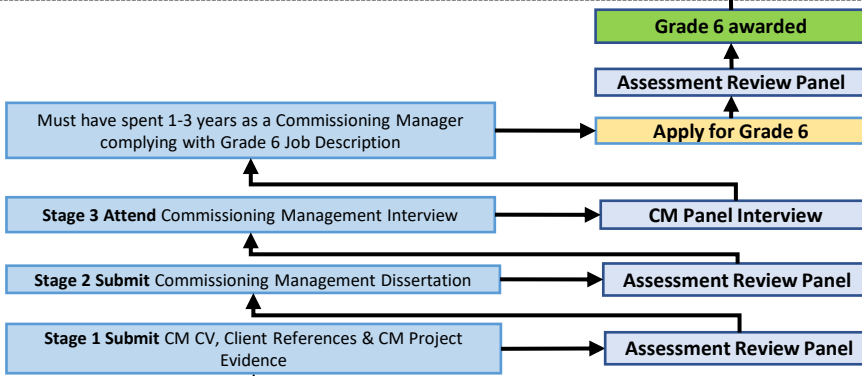 Grade 6 awarded
Assessment Review Panel
Must have spent 1-3 years as a Commissioning Manager
complying with Grade 6 Job Description
Apply for Grade 6
Stage 3 Attend Commissioning Management Interview
CM Panel Interview
Stage 2 Submit Commissioning Management Dissertation
Assessment Review Panel
Stage 1 Submit CM CV, Client References & CM Project
Evidence
Assessment Review Panel